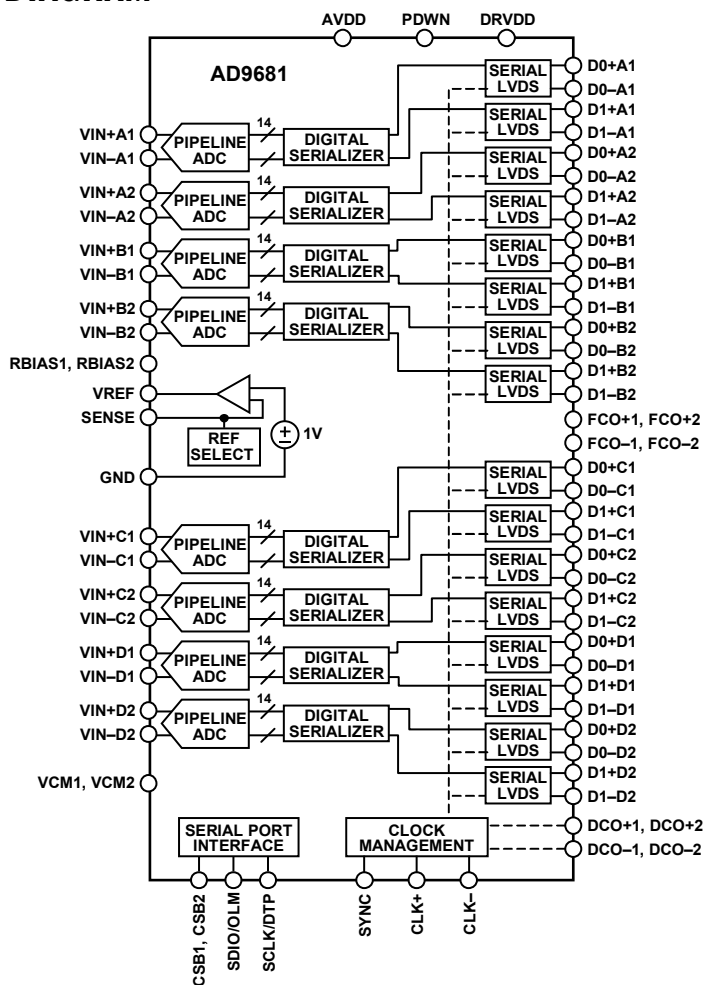 AVDD PDWN DRVDD
AD9681
VIN+A1
VIN–A1
PIPELINE
ADC
14
DIGITAL
SERIALIZER
SERIAL
LVDS
D0+A1
D0–A1
SERIAL
LVDS
D1+A1
D1–A1
VIN+A2
VIN–A2
PIPELINE
ADC
14
DIGITAL
SERIALIZER
SERIAL
LVDS
D0+A2
D0–A2
SERIAL
LVDS
D1+A2
D1–A2
VIN+B1
VIN–B1
PIPELINE
ADC
14
DIGITAL
SERIALIZER
SERIAL
LVDS
D0+B1
D0–B1
SERIAL
LVDS
D1+B1
D1–B1
VIN+B2
VIN–B2
PIPELINE
ADC
14
DIGITAL
SERIALIZER
SERIAL
LVDS
D0+B2
D0–B2
SERIAL
LVDS
D1+B2
D1–B2
RBIAS1, RBIAS2
VREF
SENSE
REF
SELECT
1V
GND
FCO+1, FCO+2
FCO–1, FCO–2
VIN+C1
VIN–C1
PIPELINE
ADC
14
DIGITAL
SERIALIZER
SERIAL
LVDS
D0+C1
D0–C1
SERIAL
LVDS
D1+C1
D1–C1
VIN+C2
VIN–C2
PIPELINE
ADC
14
DIGITAL
SERIALIZER
SERIAL
LVDS
D0+C2
D0–C2
SERIAL
LVDS
D1+C2
D1–C2
VIN+D1
VIN–D1
PIPELINE
ADC
14
DIGITAL
SERIALIZER
SERIAL
LVDS
D0+D1
D0–D1
SERIAL
LVDS
D1+D1
D1–D1
VIN+D2
VIN–D2
PIPELINE
ADC
14
DIGITAL
SERIALIZER
SERIAL
LVDS
D0+D2
D0–D2
SERIAL
LVDS
D1+D2
D1–D2
VCM1, VCM2
SERIAL PORT
INTERFACE
CLOCK
MANAGEMENT
DCO+1, DCO+2
DCO–1, DCO–2
CSB1, CSB2
SDIO/OLM
SCLK/DTP
SYNC
CLK+
CLK–